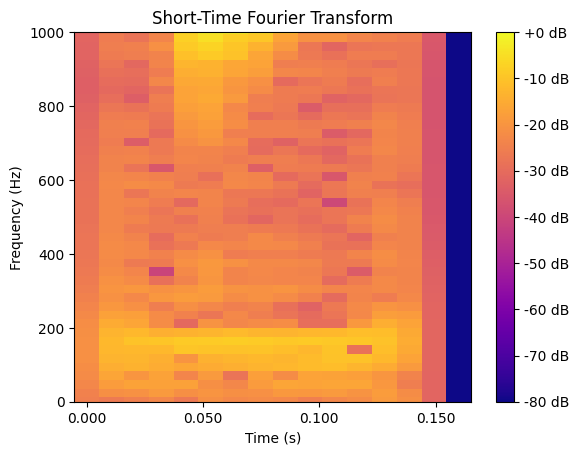 Short-Time Fourier Transform
1000
800
600
400
200
0
Frequency (Hz)
0.000
0.050
0.100
0.150
Time (s)
+0 dB
-10 dB
-20 dB
-30 dB
-40 dB
-50 dB
-60 dB
-70 dB
-80 dB